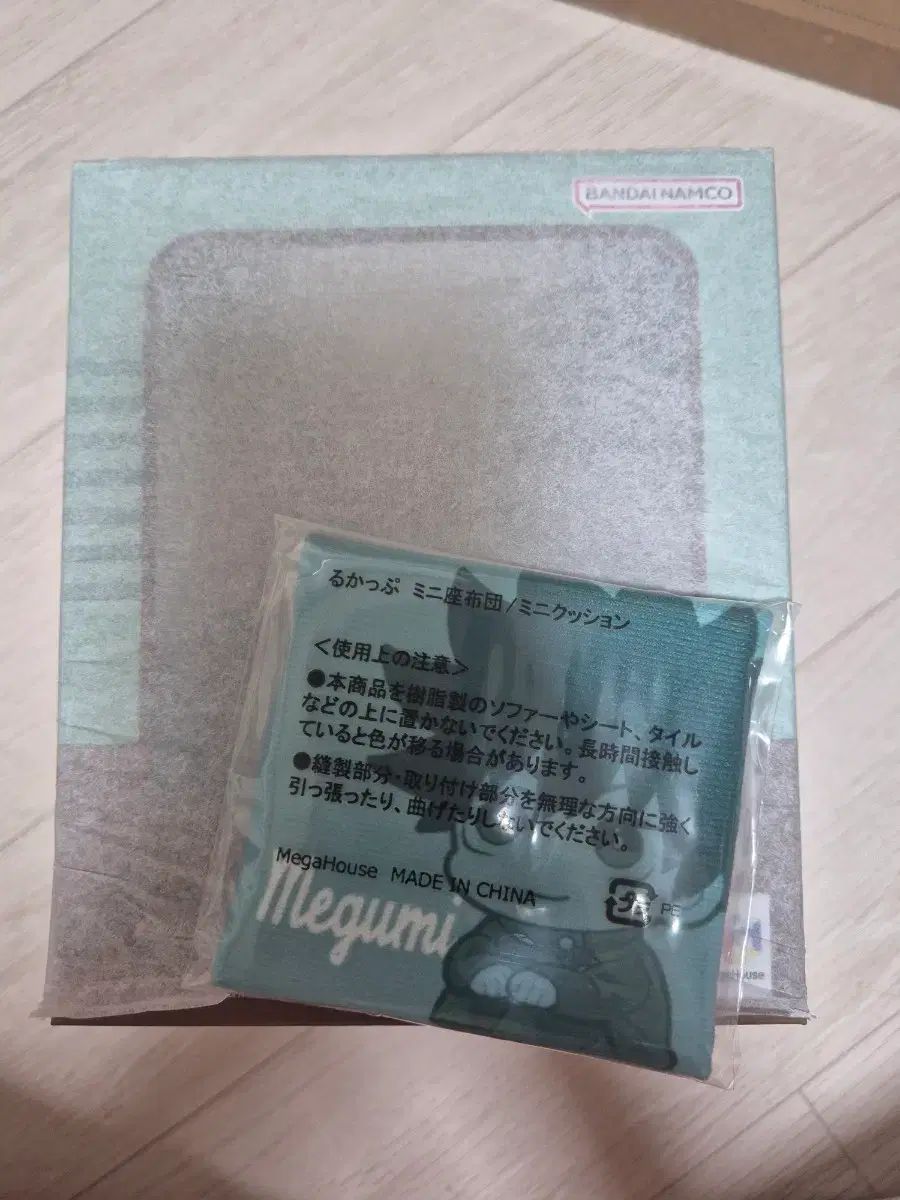 BANDAI NAMCO
るかっぷ ミニ座布団/ミニクッション
<使用上の注意>
●本商品を樹脂製のソファーやシート、タイル
などの上に置かないでください。長時間接触し
ていると色が移る場合があります。
●縫製部分・取り付け部分を無理な方向に強く
引っ張ったり、曲げたりしないでください。
MegaHouse MADE IN CHINA
プラ PE
Megumi